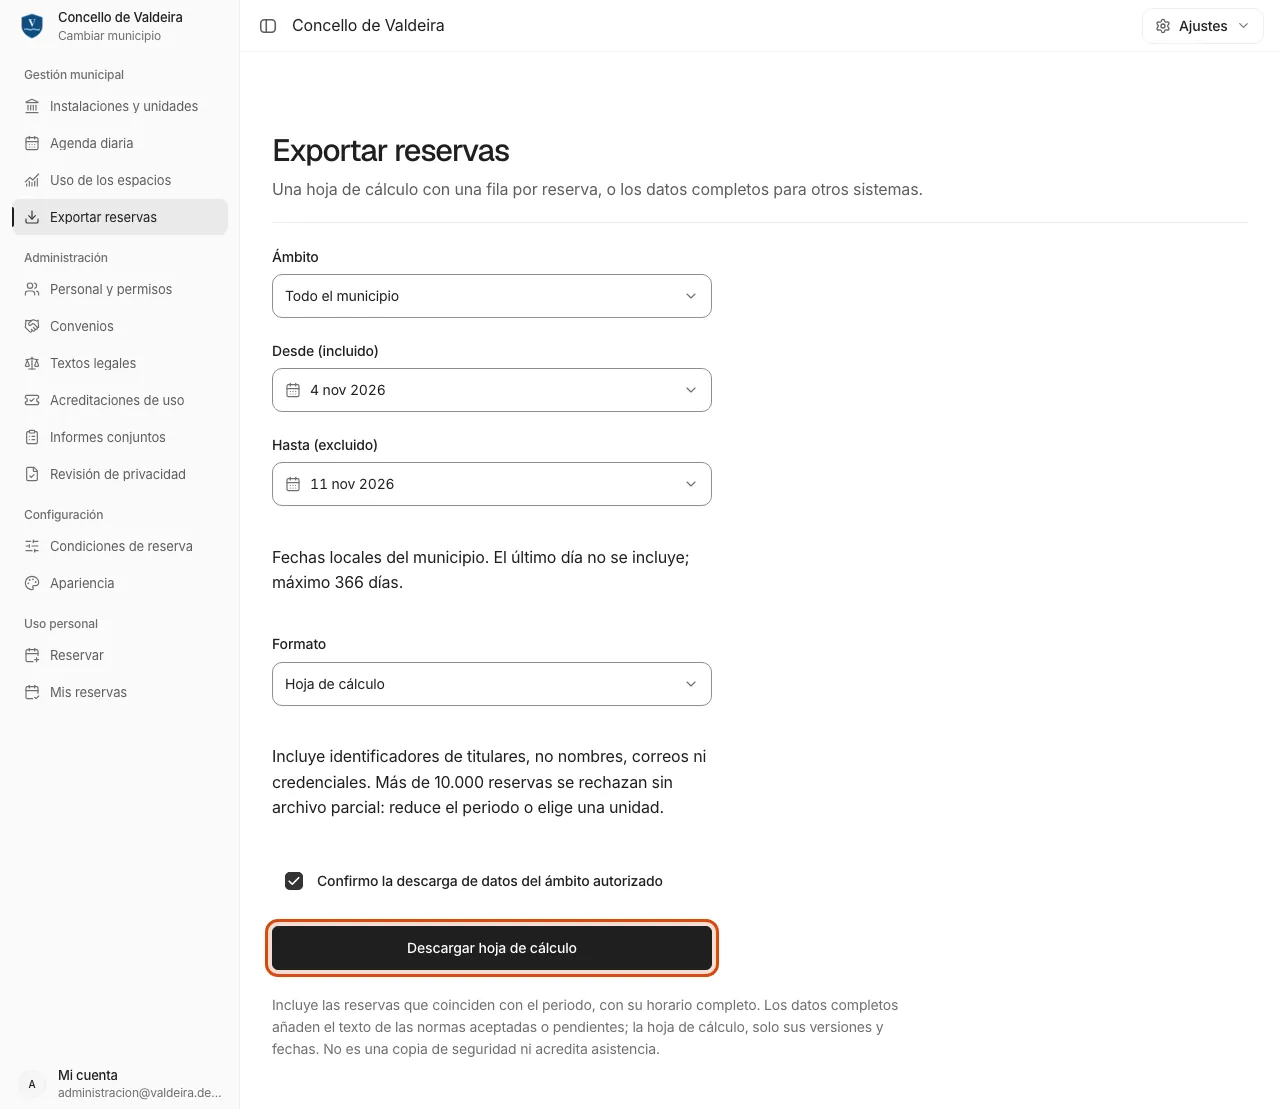 V
Concello de Valdeira
Cambiar municipio
Gestión municipal
Instalaciones y unidades
Agenda diaria
Uso de los espacios
Exportar reservas
Administración
Personal y permisos
Convenios
Textos legales
Acreditaciones de uso
Informes conjuntos
Revisión de privacidad
Configuración
Condiciones de reserva
Apariencia
Uso personal
Reservar
Mis reservas
A
Mi cuenta
administracion@valdeira.de...
Concello de Valdeira
Ajustes
Exportar reservas
Una hoja de cálculo con una fila por reserva, o los datos completos para otros sistemas.
Ámbito
Todo el municipio
Desde (incluido)
4 nov 2026
Hasta (excluido)
11 nov 2026
Fechas locales del municipio. El último día no se incluye;
máximo 366 días.
Formato
Hoja de cálculo
Incluye identificadores de titulares, no nombres, correos ni
credenciales. Más de 10.000 reservas se rechazan sin
archivo parcial: reduce el periodo o elige una unidad.
Confirmo la descarga de datos del ámbito autorizado
Descargar hoja de cálculo
Incluye las reservas que coinciden con el periodo, con su horario completo. Los datos completos
añaden el texto de las normas aceptadas o pendientes; la hoja de cálculo, solo sus versiones y
fechas. No es una copia de seguridad ni acredita asistencia.